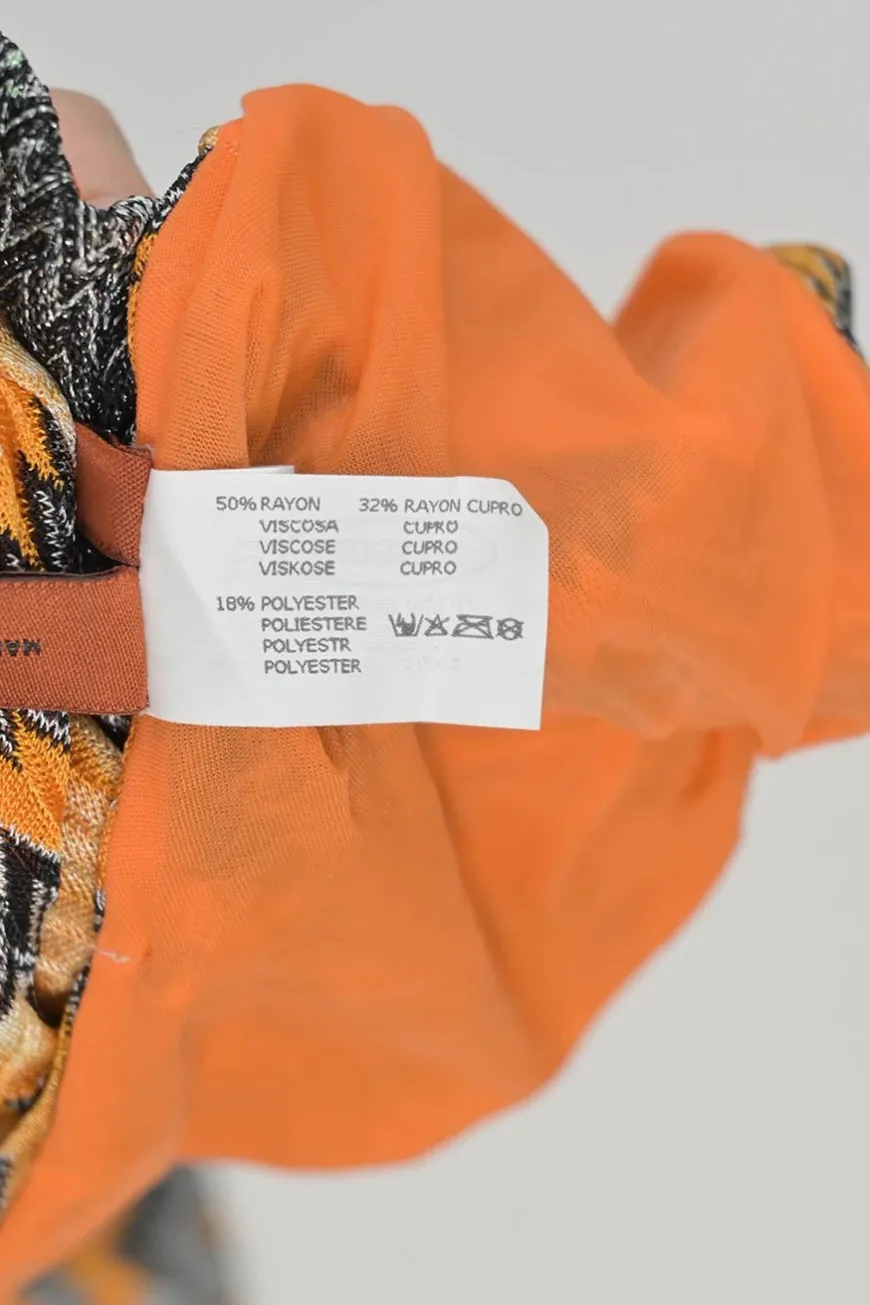 50% RAYON 32% RAYON CUPRO
VISCOSA CUPRO
VISCOSE CUPRO
VISKOSE CUPRO
18% POLYESTER
POLIESTERE
POLYESTR
POLYESTER